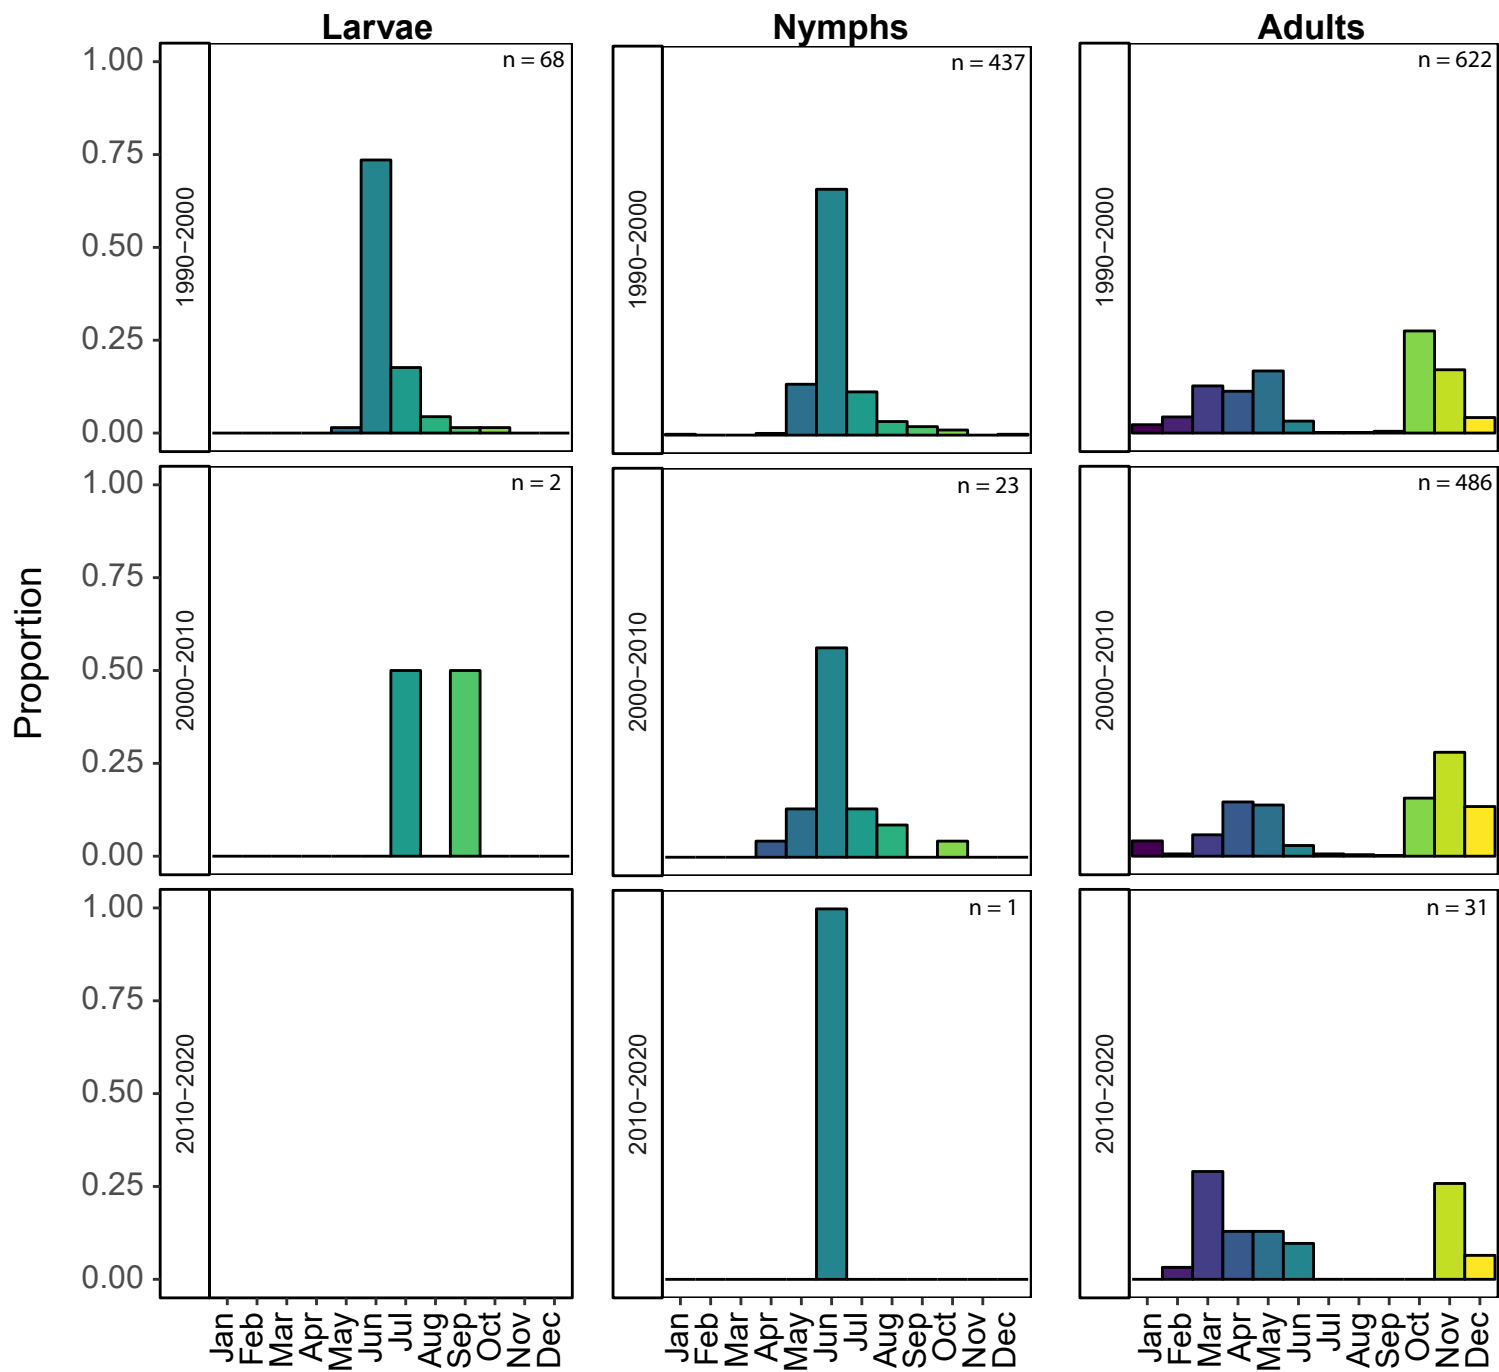 Larvae
Nymphs
Adults
Proportion
1.00
0.75
0.50
0.25
0.00
1990−2000
n = 68
1990−2000
n = 437
1990−2000
n = 622
1.00
0.75
0.50
0.25
0.00
2000−2010
n = 2
2000−2010
n = 23
2000−2010
n = 486
1.00
0.75
0.50
0.25
0.00
2010−2020
2010−2020
n = 1
2010−2020
n = 31
Jan
Feb
Mar
Apr
May
Jun
Jul
Aug
Sep
Oct
Nov
Dec
Jan
Feb
Mar
Apr
May
Jun
Jul
Aug
Sep
Oct
Nov
Dec
Jan
Feb
Mar
Apr
May
Jun
Jul
Aug
Sep
Oct
Nov
Dec